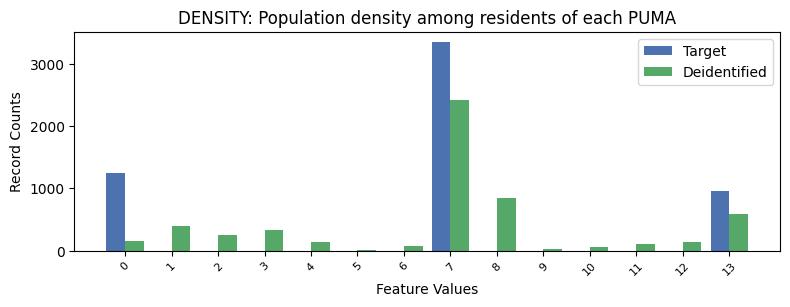 DENSITY: Population density among residents of each PUMA
Target
Deidentified
Record Counts
3000
2000
1000
0
0 1 2 3 4 5 6 7 8 9 10 11 12 13
Feature Values